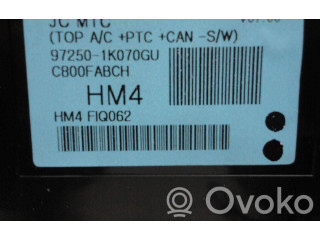 JC MTC
(TOP A/C +PTC +CAN -S/W)
97250-1K070GU
C800FABCH
HM4
HM4 FIQ062
Ovoko